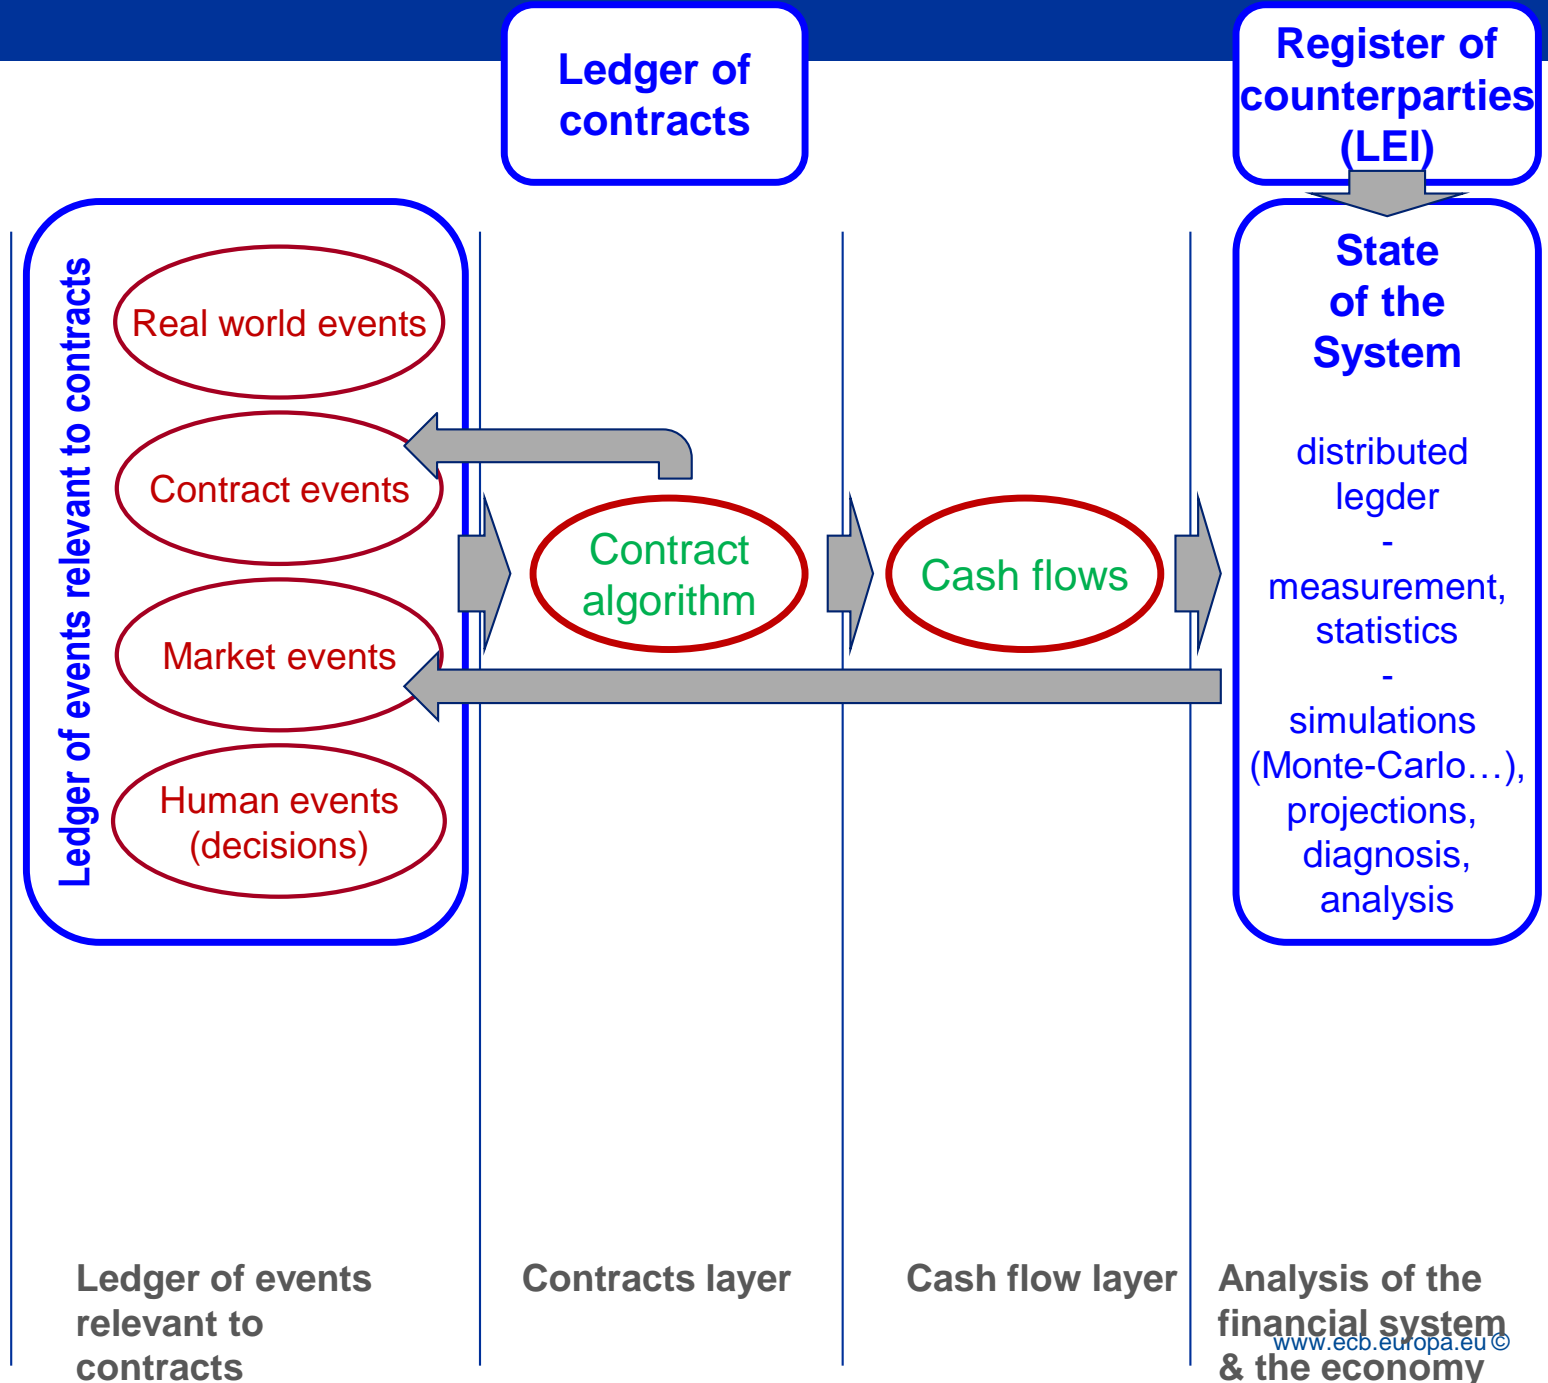 Ledger of
contracts
Register of
counterparties
(LEI)
Ledger of events relevant to contracts
Real world events
Contract events
Market events
Human events
(decisions)
Contract
algorithm
Cash flows
State
of the
System
distributed
legder
-
measurement,
statistics
-
simulations
(Monte-Carlo…),
projections,
diagnosis,
analysis
Ledger of events
relevant to
contracts
Contracts layer
Cash flow layer
Analysis of the
financial system
& the economy
www.ecb.europa.eu ©